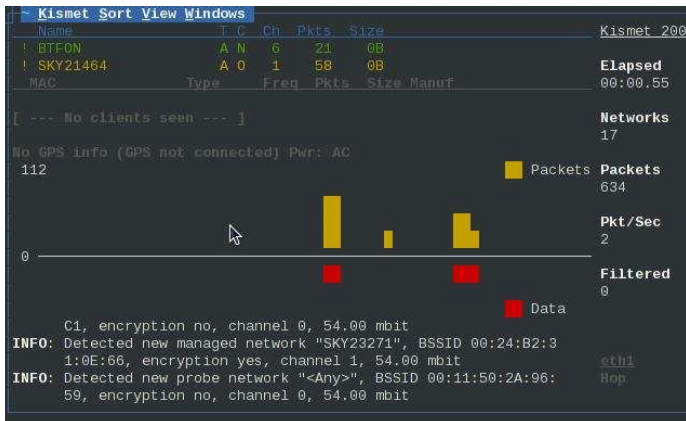 ~ Kismet Sort View Windows
Name T C Ch Pkts Size
Kismet_200
! BTFON A N 6 21 0B
! SKY21464 A O 1 58 0B
Elapsed
MAC Type Freq Pkts Size Manuf
00:00.55
[ --- No clients seen --- ]
Networks
17
No GPS info (GPS not connected) Pwr: AC
112
Packets
Packets
634
Pkt/Sec
2
0
Filtered
0
Data
C1, encryption no, channel 0, 54.00 mbit
INFO: Detected new managed network "SKY23271", BSSID 00:24:B2:3
1:0E:66, encryption yes, channel 1, 54.00 mbit
eth1
INFO: Detected new probe network "<Any>", BSSID 00:11:50:2A:96:
Hop
59, encryption no, channel 0, 54.00 mbit